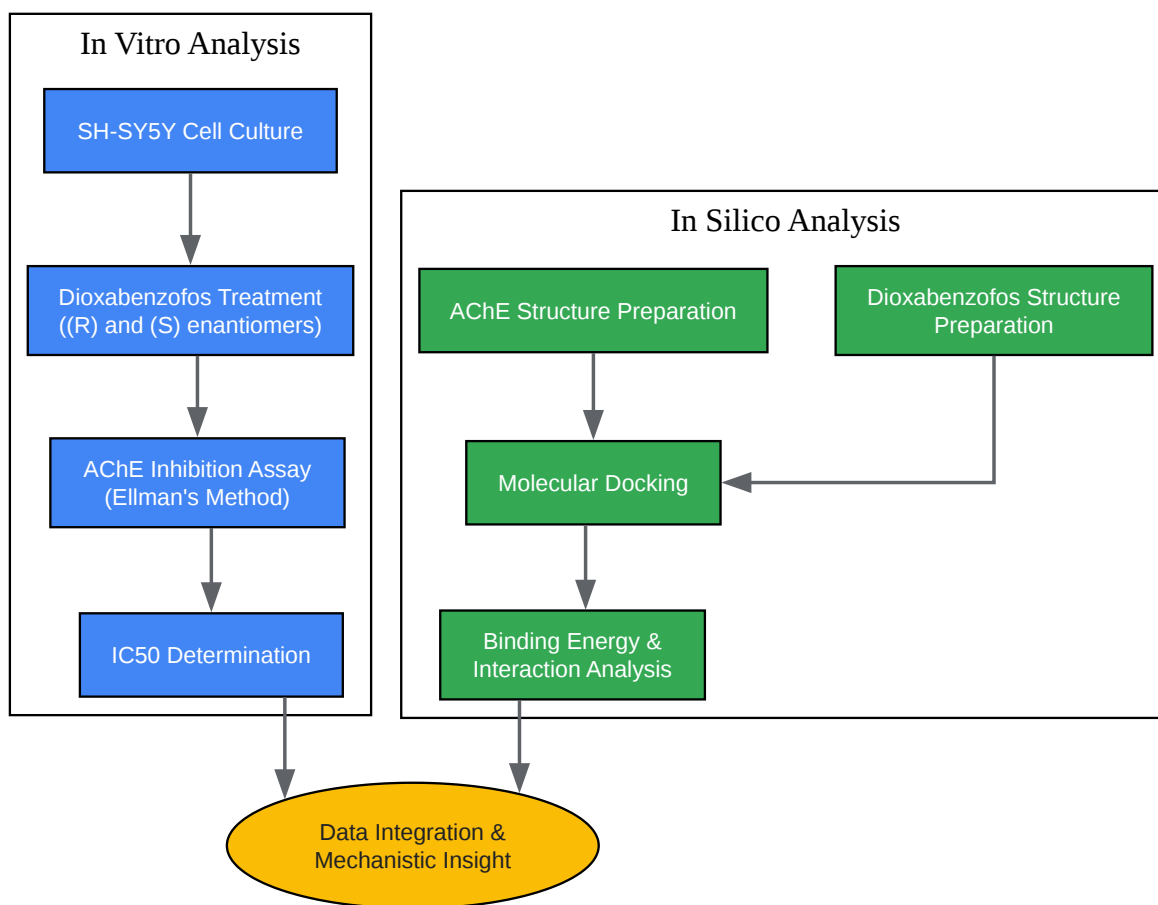 In Vitro Analysis
SH-SY5Y Cell Culture
Dioxabenzofos Treatment
((R) and (S) enantiomers)
AChE Inhibition Assay
(Ellman's Method)
IC50 Determination
In Silico Analysis
AChE Structure Preparation
Dioxabenzofos Structure
Preparation
Molecular Docking
Binding Energy &
Interaction Analysis
Data Integration &
Mechanistic Insight